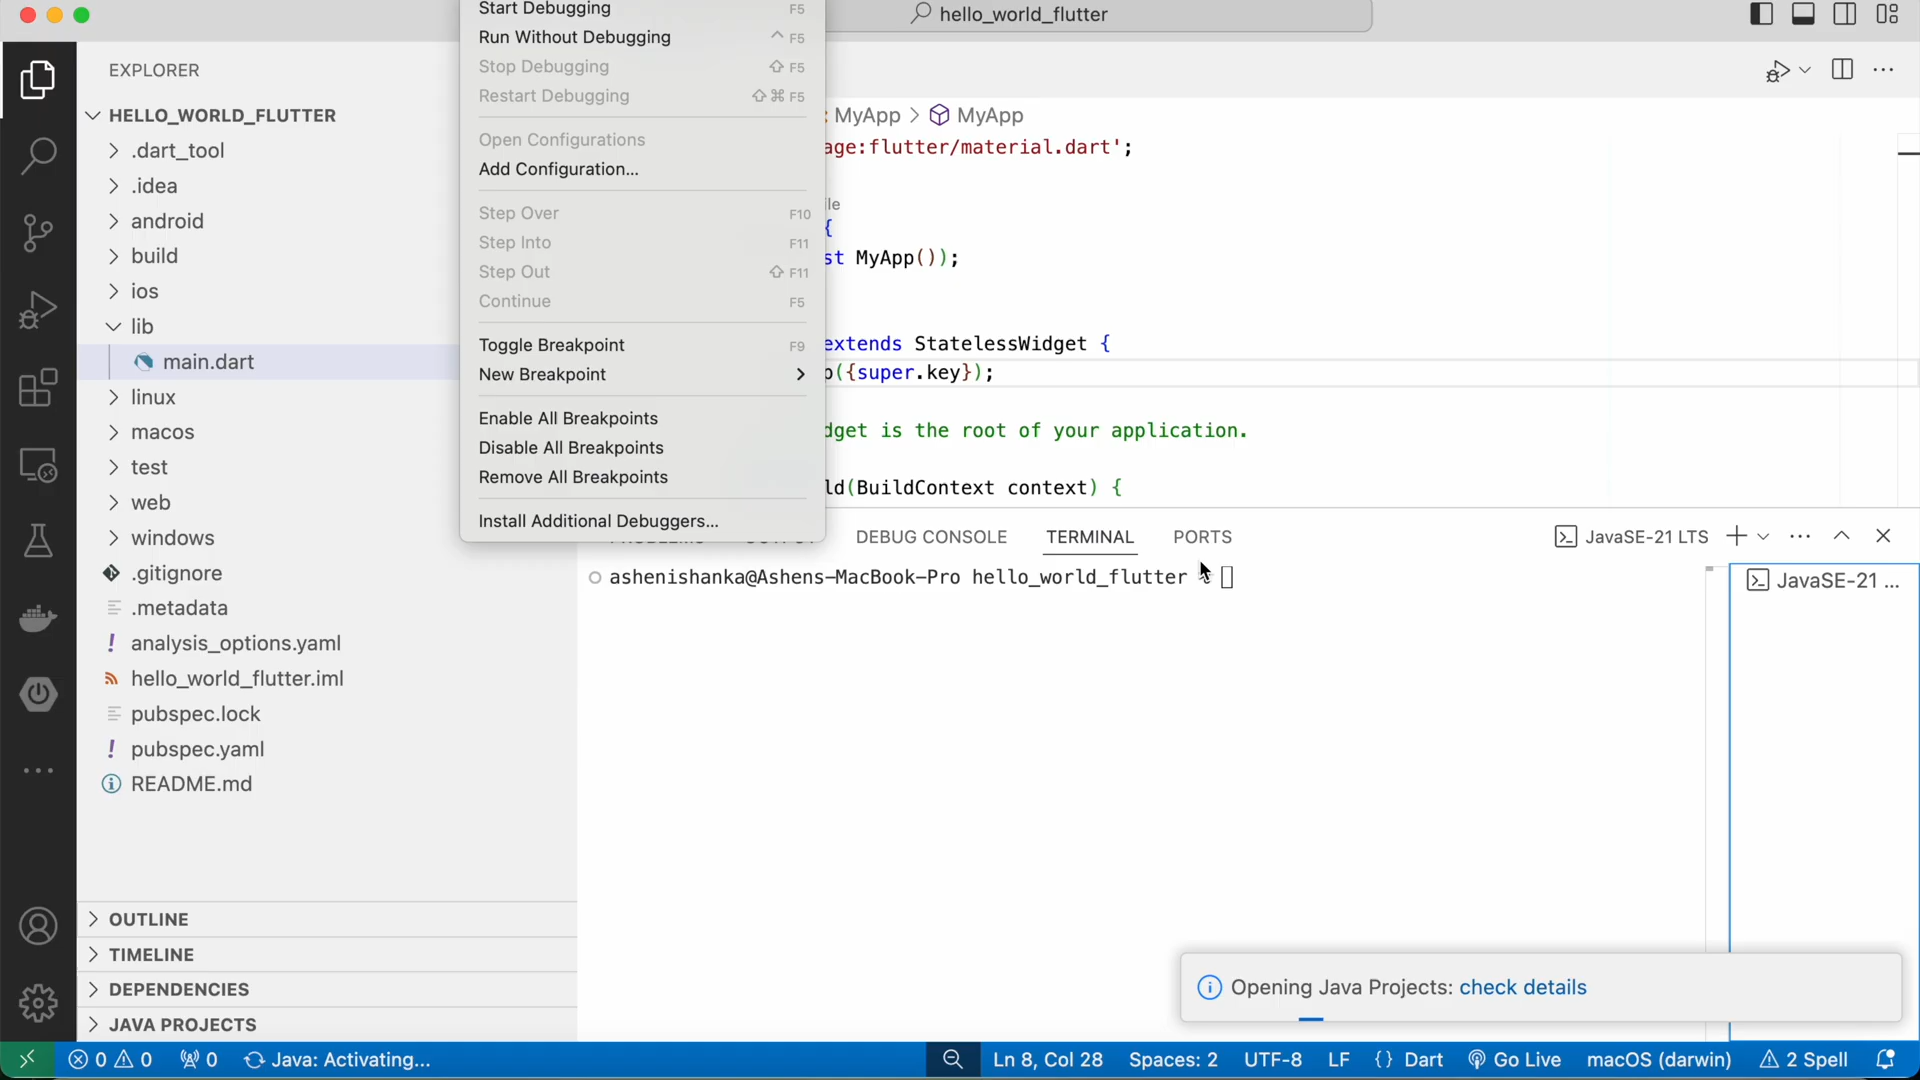 hello_world_flutter
EXPLORER
HELLO_WORLD_FLUTTER
.dart_tool
.idea
android
build
ios
lib
main.dart
linux
macos
test
web
windows
.gitignore
.metadata
analysis_options.yaml
hello_world_flutter.iml
pubspec.lock
pubspec.yaml
README.md
OUTLINE
TIMELINE
DEPENDENCIES
JAVA PROJECTS
Start Debugging F5
Run Without Debugging ^ F5
Stop Debugging ⇧ F5
Restart Debugging ⇧ ⌘ F5
Open Configurations
Add Configuration...
Step Over F10
Step Into F11
Step Out ⇧ F11
Continue F5
Toggle Breakpoint F9
New Breakpoint
Enable All Breakpoints
Disable All Breakpoints
Remove All Breakpoints
Install Additional Debuggers...
MyApp > MyApp
age:flutter/material.dart';
le
{
st MyApp());
extends StatelessWidget {
({super.key});
dget is the root of your application.
ld(BuildContext context) {
DEBUG CONSOLE TERMINAL PORTS
JavaSE-21 LTS
ashenishanka@Ashens-MacBook-Pro hello_world_flutter
JavaSE-21 ...
Opening Java Projects: check details
0 0 0 Java: Activating... Ln 8, Col 28 Spaces: 2 UTF-8 LF {} Dart Go Live macOS (darwin) 2 Spell